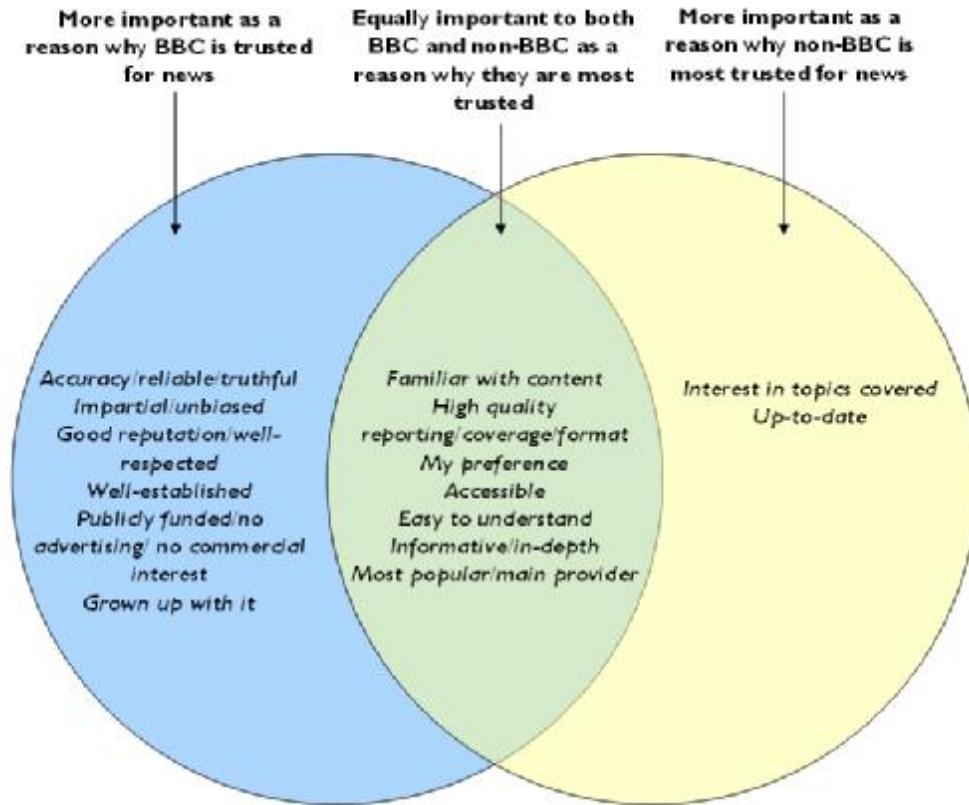 More important as a
reason why BBC is trusted
for news
Equally important to both
BBC and non-BBC as a
reason why they are most
trusted
More important as a
reason why non-BBC is
most trusted for news
Accuracy/reliable/truthful
Impartial/unbiased
Good reputation/well-
respected
Well-established
Publicly funded/no
advertising/ no commercial
interest
Grown up with it
Familiar with content
High quality
reporting/coverage/format
My preference
Accessible
Easy to understand
Informative/in-depth
Most popular/main provider
Interest in topics covered
Up-to-date